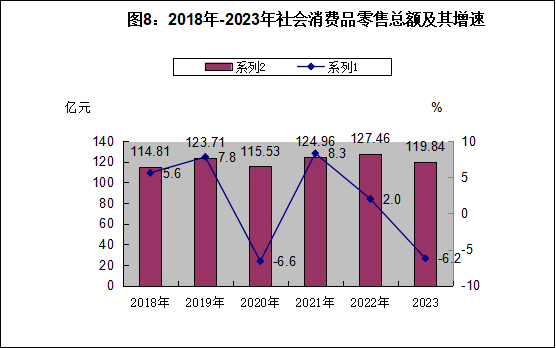 图8：2018年-2023年社会消费品零售总额及其增速
系列2 系列1
亿元 %
140 120 100 80 60 40 20 0
114.81 123.71 115.53 124.96 127.46 119.84
5.6 7.8 -6.6 8.3 2.0 -6.2
10 5 0 -5 -10
2018年 2019年 2020年 2021年 2022年 2023